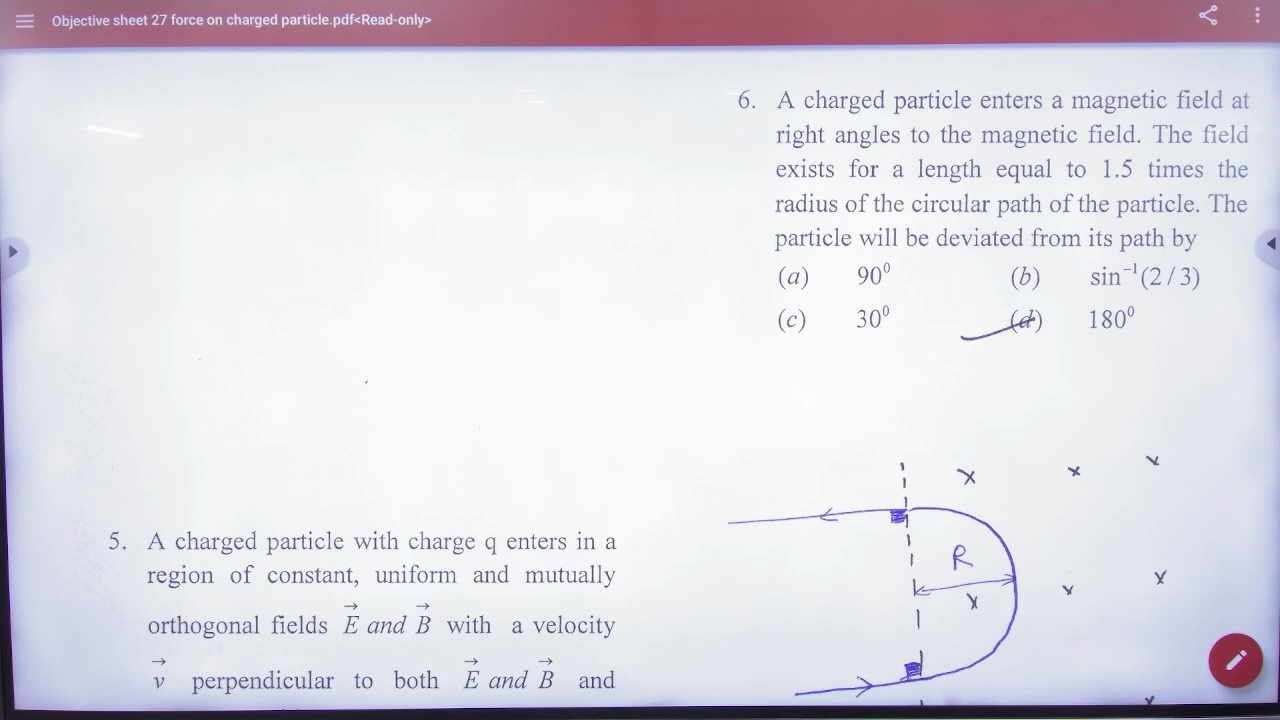 Objective sheet 27 force on charged particle.pdf<Read-only>
6. A charged particle enters a magnetic field at
right angles to the magnetic field. The field
exists for a length equal to 1.5 times the
radius of the circular path of the particle. The
particle will be deviated from its path by
(a) 90⁰ (b) sin⁻¹(2/3)
(c) 30⁰ (d) 180⁰
R
5. A charged particle with charge q enters in a
region of constant, uniform and mutually
orthogonal fields E⃗ and B⃗ with a velocity
v⃗ perpendicular to both E⃗ and B⃗ and